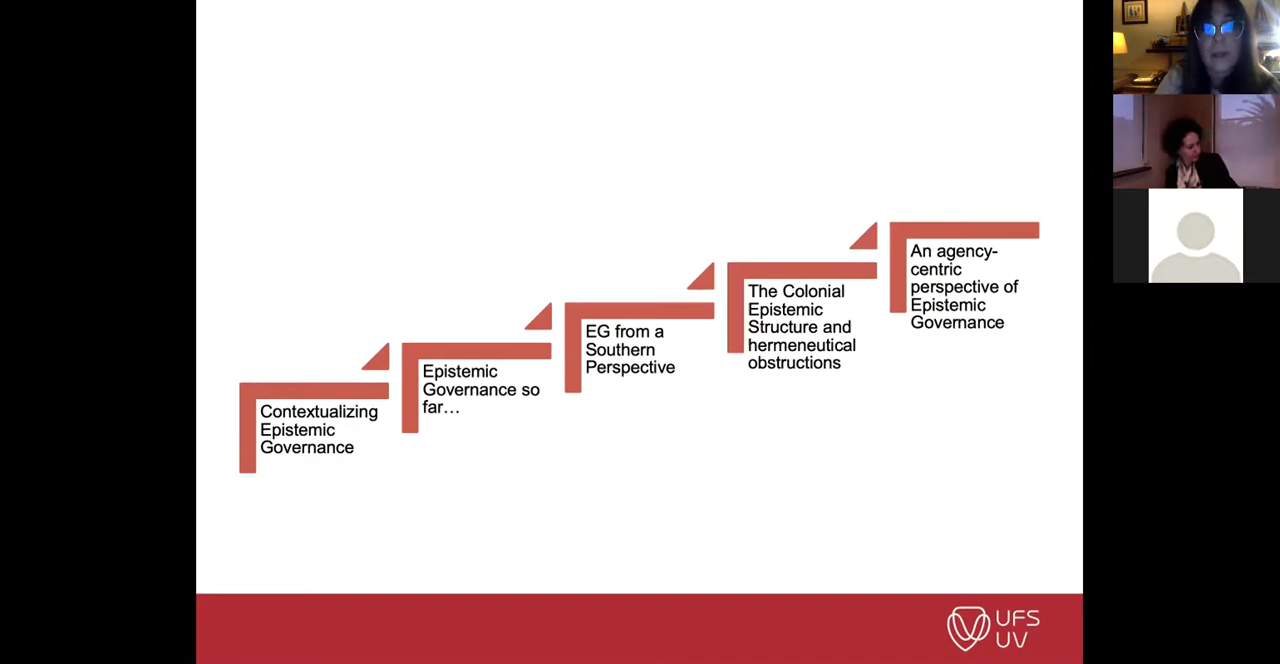 Contextualizing
Epistemic
Governance
Epistemic
Governance so
far…
EG from a
Southern
Perspective
The Colonial
Epistemic
Structure and
hermeneutical
obstructions
An agency-
centric
perspective of
Epistemic
Governance
UFS
UV